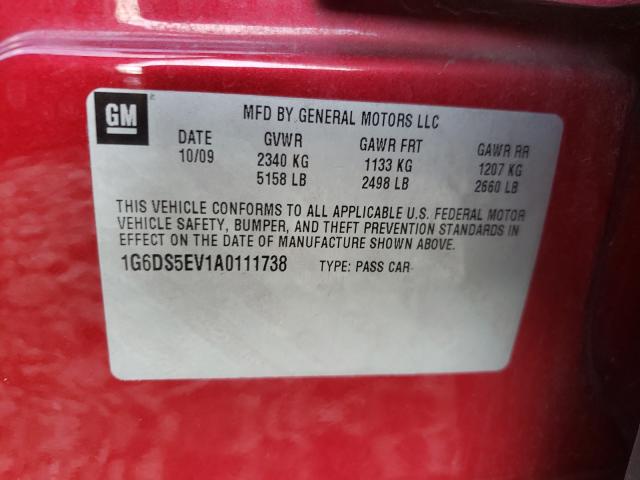 GM
MFD BY GENERAL MOTORS LLC
DATE GVWR GAWR FRT GAWR RR
10/09 2340 KG 1133 KG 1207 KG
5158 LB 2498 LB 2660 LB
THIS VEHICLE CONFORMS TO ALL APPLICABLE U.S. FEDERAL MOTOR
VEHICLE SAFETY, BUMPER, AND THEFT PREVENTION STANDARDS IN
EFFECT ON THE DATE OF MANUFACTURE SHOWN ABOVE.
1G6DS5EV1A0111738 TYPE: PASS CAR